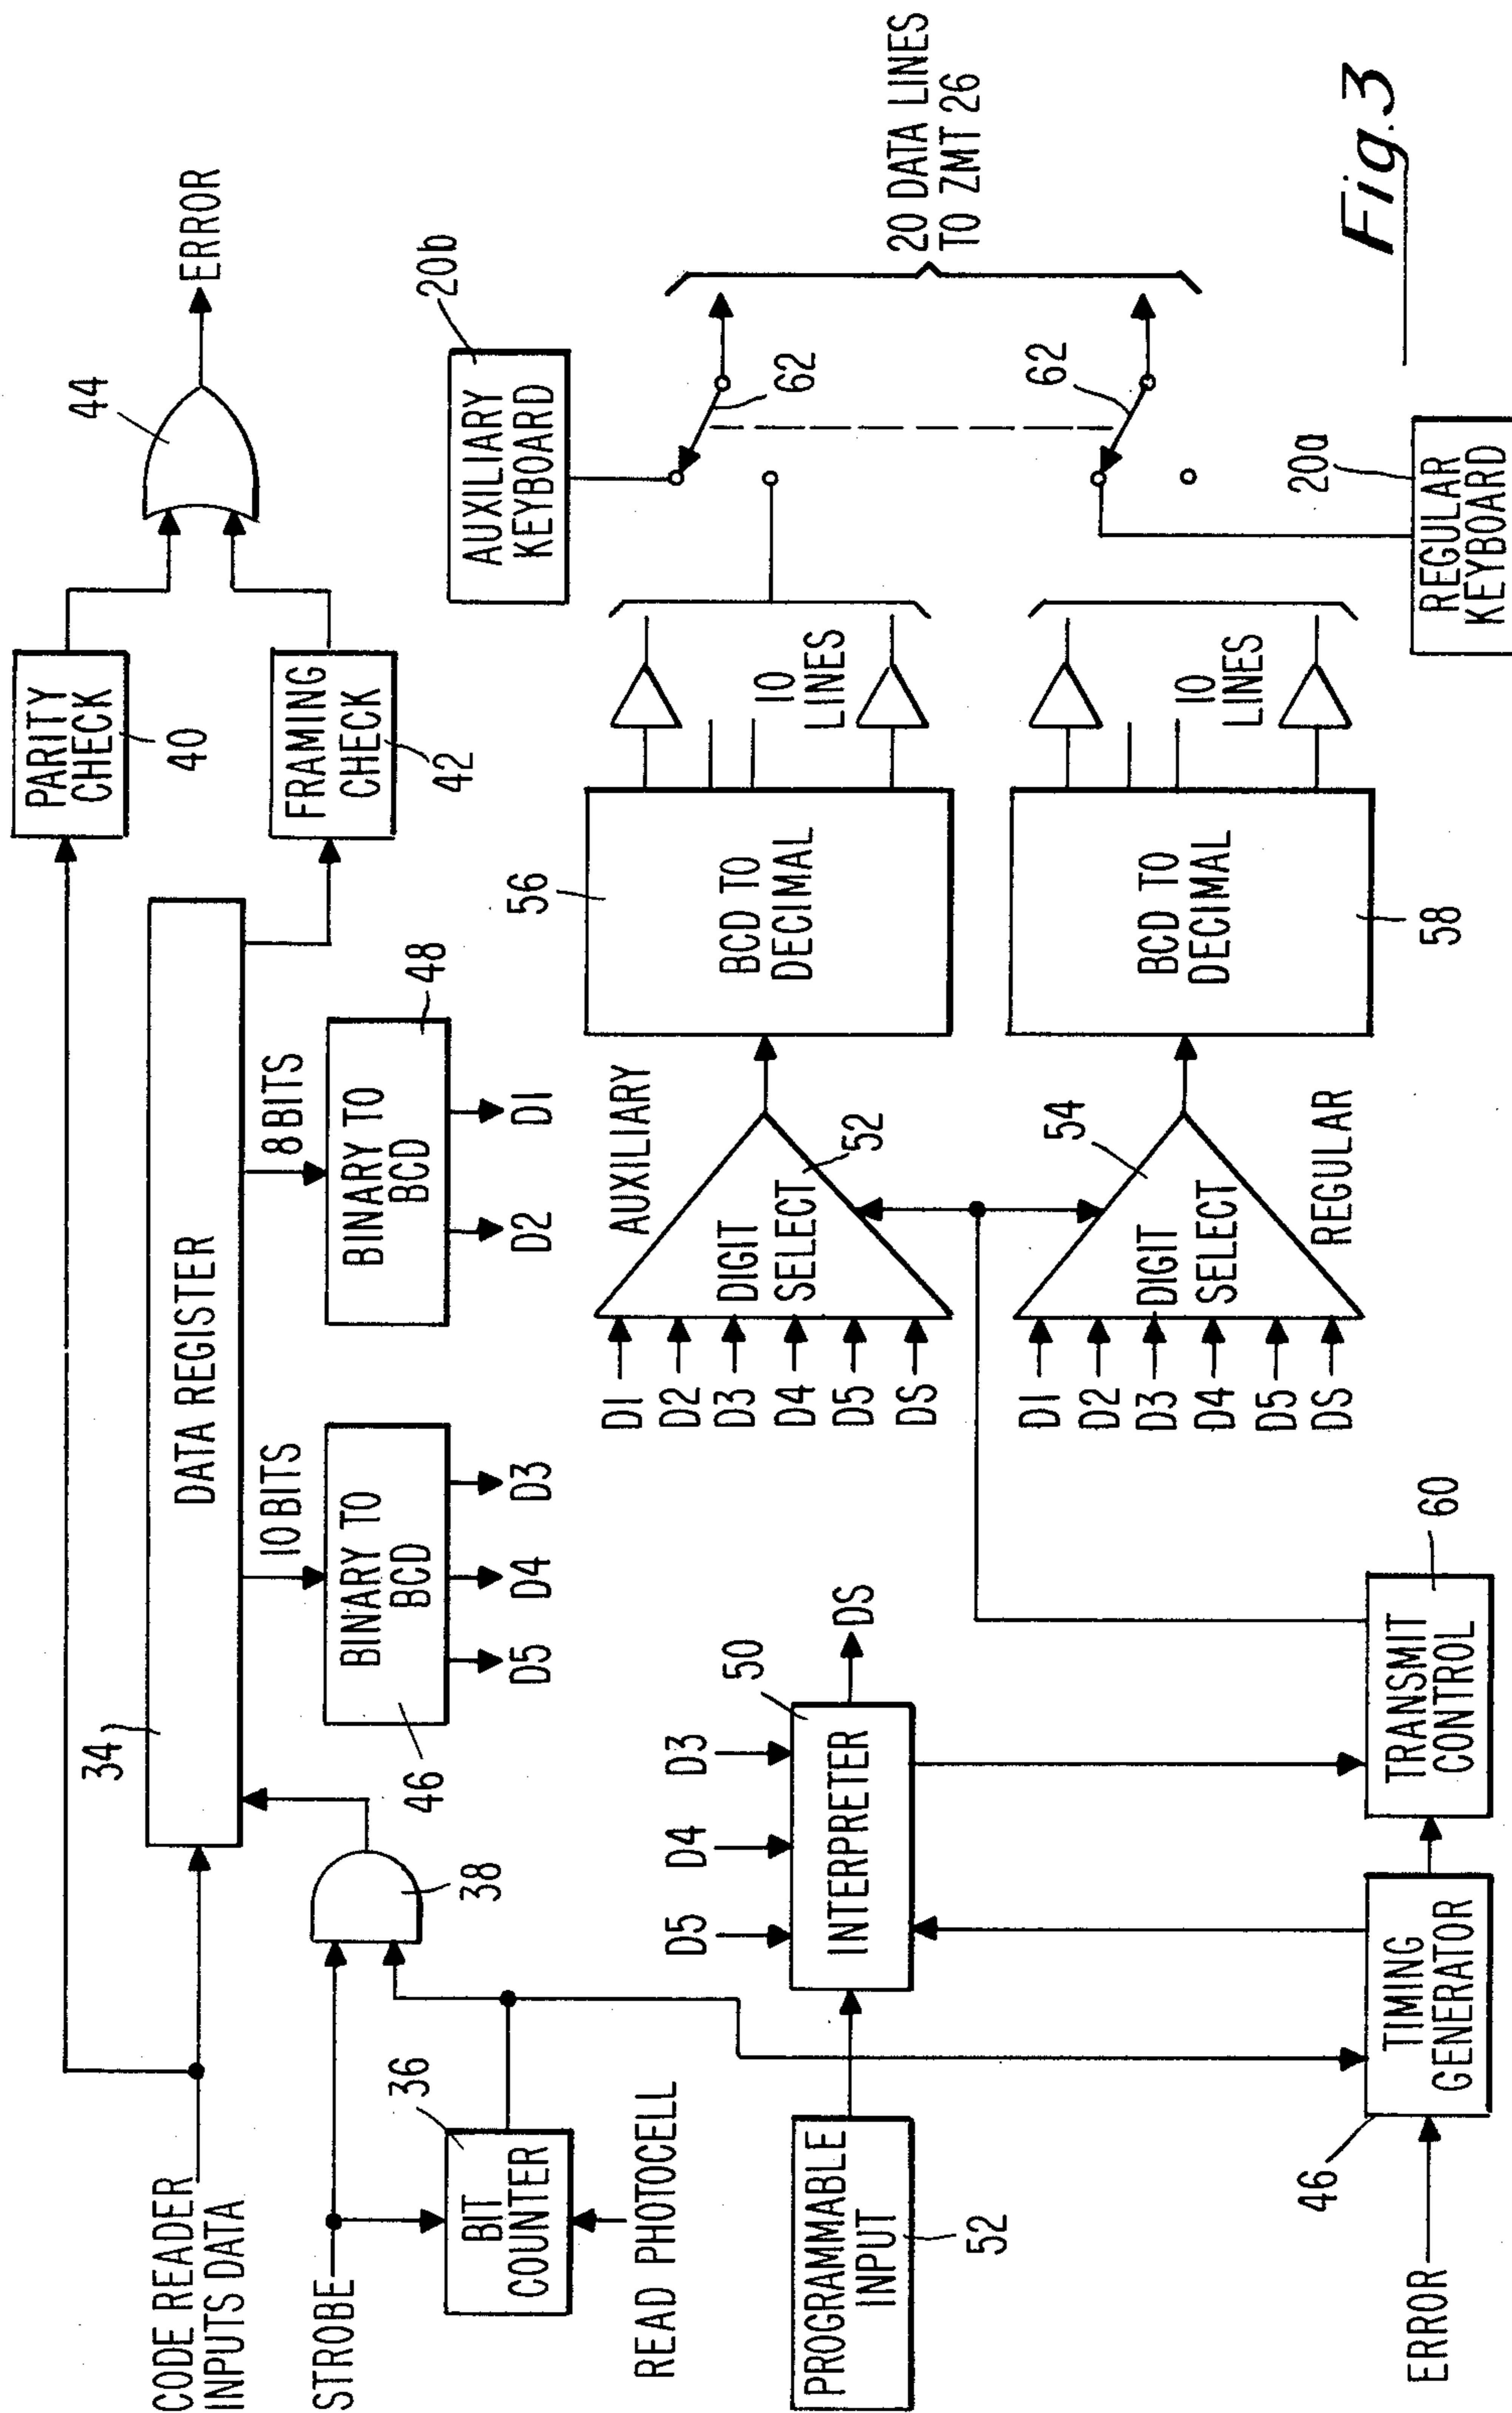 CODE READER
INPUTS DATA
34
DATA REGISTER
PARITY
CHECK
40
44
ERROR
STROBE
38
10 BITS
8 BITS
FRAMING
CHECK
42
36
BIT
COUNTER
READ PHOTOCELL
46
BINARY TO
BCD
D5
D4
D3
48
BINARY TO
BCD
D2
D1
AUXILIARY
KEYBOARD
20b
PROGRAMMABLE
INPUT
52
D5
D4
D3
50
INTERPRETER
DS
D1
D2
D3
D4
D5
DS
DIGIT
SELECT
AUXILIARY
52
56
BCD TO
DECIMAL
10
LINES
62
20 DATA LINES
TO ZMT 26
D1
D2
D3
D4
D5
DS
DIGIT
SELECT
54
REGULAR
BCD TO
DECIMAL
58
10
LINES
62
ERROR
46
TIMING
GENERATOR
TRANSMIT
CONTROL
60
20a
REGULAR
KEYBOARD
Fig. 3